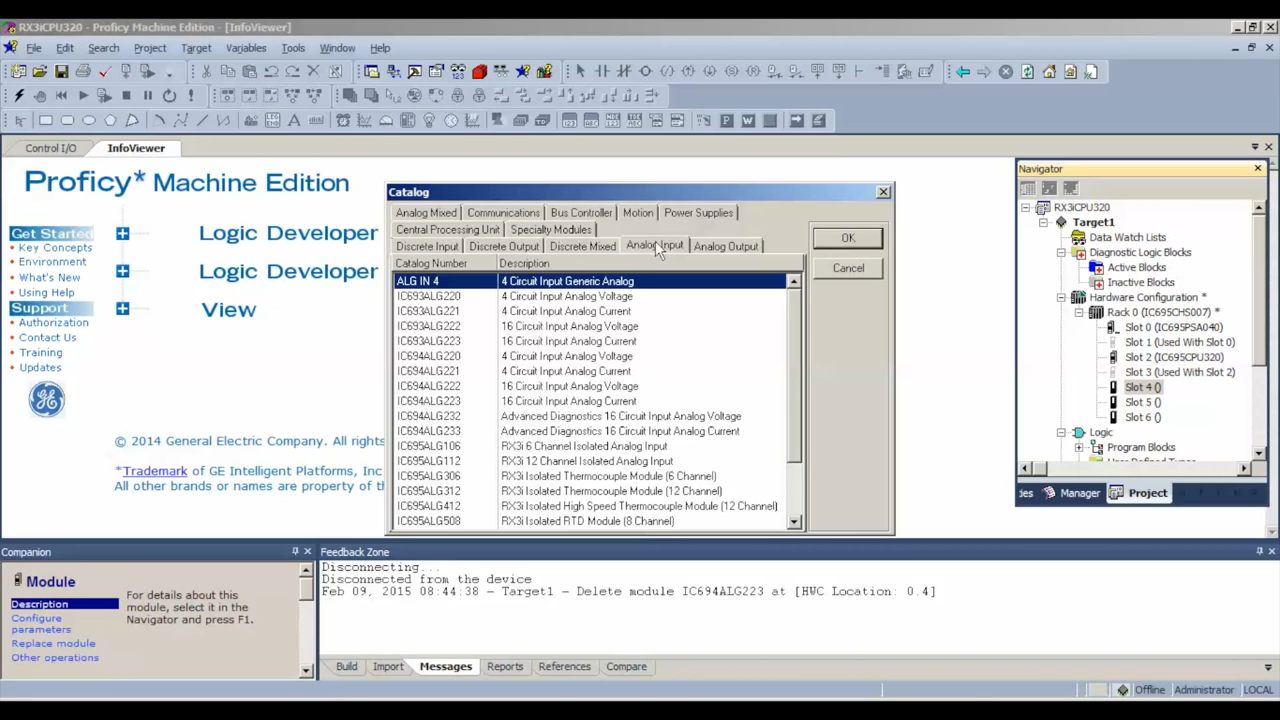 RX3iCPU320 - Proficy Machine Edition - [InfoViewer]
File Edit Search Project Target Variables Tools Window Help
Control I/O InfoViewer
Proficy* Machine Edition
Get Started
• Key Concepts
• Environment
• What's New
• Using Help
Support
• Authorization
• Contact Us
• Training
• Updates
Logic Developer
Logic Developer
View
© 2014 General Electric Company. All rights
*Trademark of GE Intelligent Platforms, Inc
All other brands or names are property of t
Catalog
Analog Mixed Communications Bus Controller Motion Power Supplies
Central Processing Unit Specialty Modules
Discrete Input Discrete Output Discrete Mixed Analog Input Analog Output
Catalog Number Description
ALG IN 4 4 Circuit Input Generic Analog
IC693ALG220 4 Circuit Input Analog Voltage
IC693ALG221 4 Circuit Input Analog Current
IC693ALG222 16 Circuit Input Analog Voltage
IC693ALG223 16 Circuit Input Analog Current
IC694ALG220 4 Circuit Input Analog Voltage
IC694ALG221 4 Circuit Input Analog Current
IC694ALG222 16 Circuit Input Analog Voltage
IC694ALG223 16 Circuit Input Analog Current
IC694ALG232 Advanced Diagnostics 16 Circuit Input Analog Voltage
IC694ALG233 Advanced Diagnostics 16 Circuit Input Analog Current
IC695ALG106 RX3i 6 Channel Isolated Analog Input
IC695ALG112 RX3i 12 Channel Isolated Analog Input
IC695ALG306 RX3i Isolated Thermocouple Module (6 Channel)
IC695ALG312 RX3i Isolated Thermocouple Module (12 Channel)
IC695ALG412 RX3i Isolated High Speed Thermocouple Module (12 Channel)
IC695ALG508 RX3i Isolated RTD Module (8 Channel)
OK
Cancel
Navigator
RX3iCPU320
Target1
Data Watch Lists
Diagnostic Logic Blocks
Active Blocks
Inactive Blocks
Hardware Configuration *
Rack 0 (IC695CHS007) *
Slot 0 (IC695PSA040)
Slot 1 (Used With Slot 0)
Slot 2 (IC695CPU320)
Slot 3 (Used With Slot 2)
Slot 4 ()
Slot 5 ()
Slot 6 ()
Logic
Program Blocks
User Defined Types
ies Manager Project
Companion
Module
Description
Configure parameters
Replace module
Other operations
For details about this
module, select it in the
Navigator and press F1.
Feedback Zone
Disconnecting...
Disconnected from the device
Feb 09, 2015 08:44:38 - Target1 - Delete module IC694ALG223 at [HWC Location: 0.4]
Build Import Messages Reports References Compare
Offline Administrator LOCAL